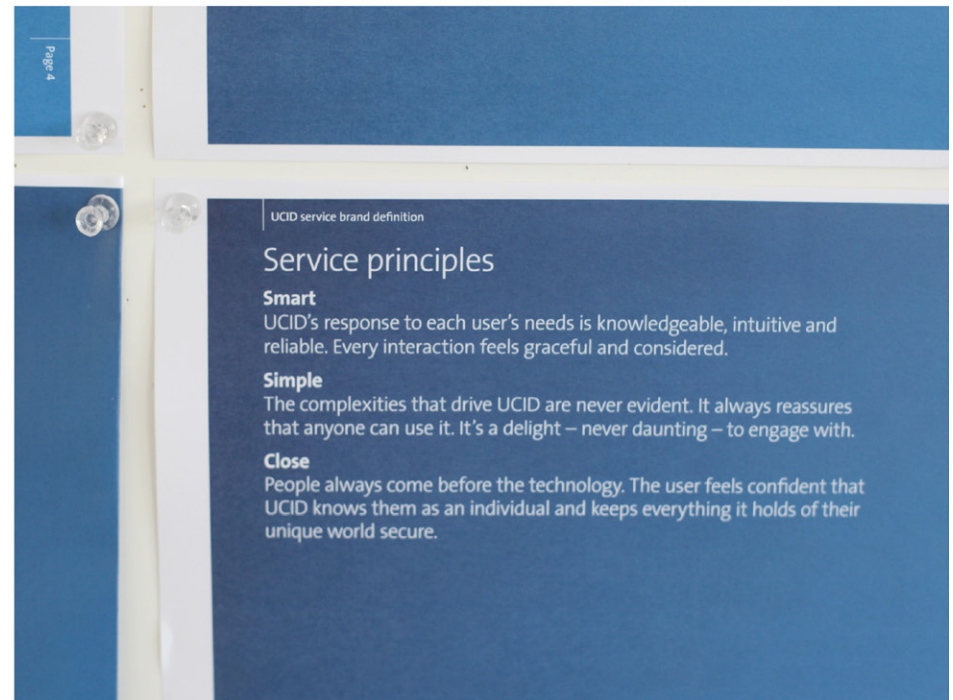 Page 4
UCID service brand definition
Service principles
Smart
UCID’s response to each user’s needs is knowledgeable, intuitive and
reliable. Every interaction feels graceful and considered.
Simple
The complexities that drive UCID are never evident. It always reassures
that anyone can use it. It’s a delight – never daunting – to engage with.
Close
People always come before the technology. The user feels confident that
UCID knows them as an individual and keeps everything it holds of their
unique world secure.